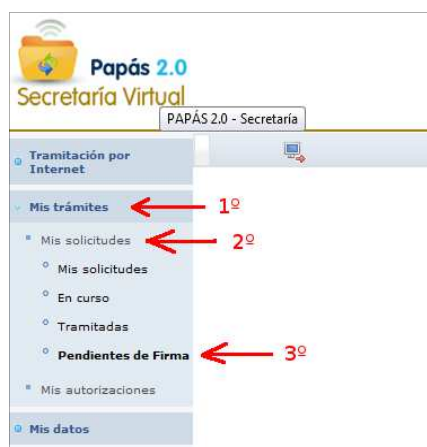 Papás 2.0
Secretaría Virtual
PAPÁS 2.0 - Secretaría
Tramitación por
Internet
Mis trámites
1º
Mis solicitudes
2º
Mis solicitudes
En curso
Tramitadas
Pendientes de Firma
3º
Mis autorizaciones
Mis datos